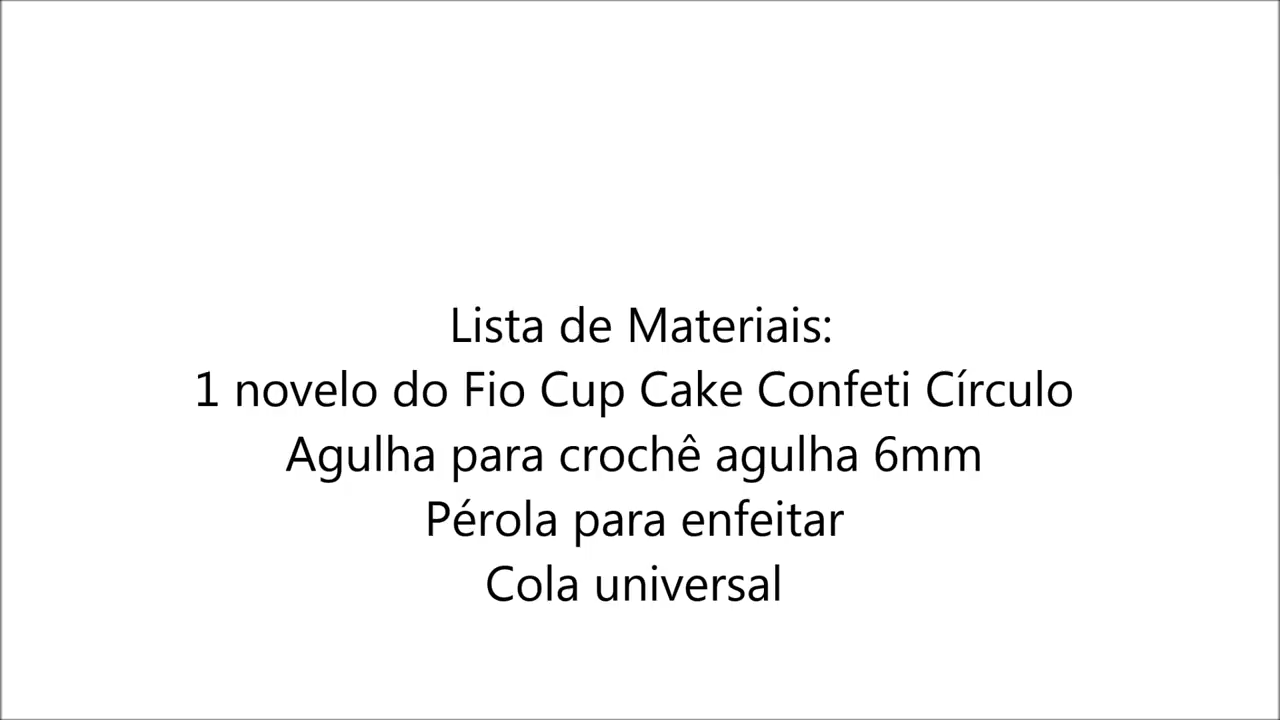 Lista de Materiais:
1 novelo do Fio Cup Cake Confeti Círculo
Agulha para crochê agulha 6mm
Pérola para enfeitar
Cola universal